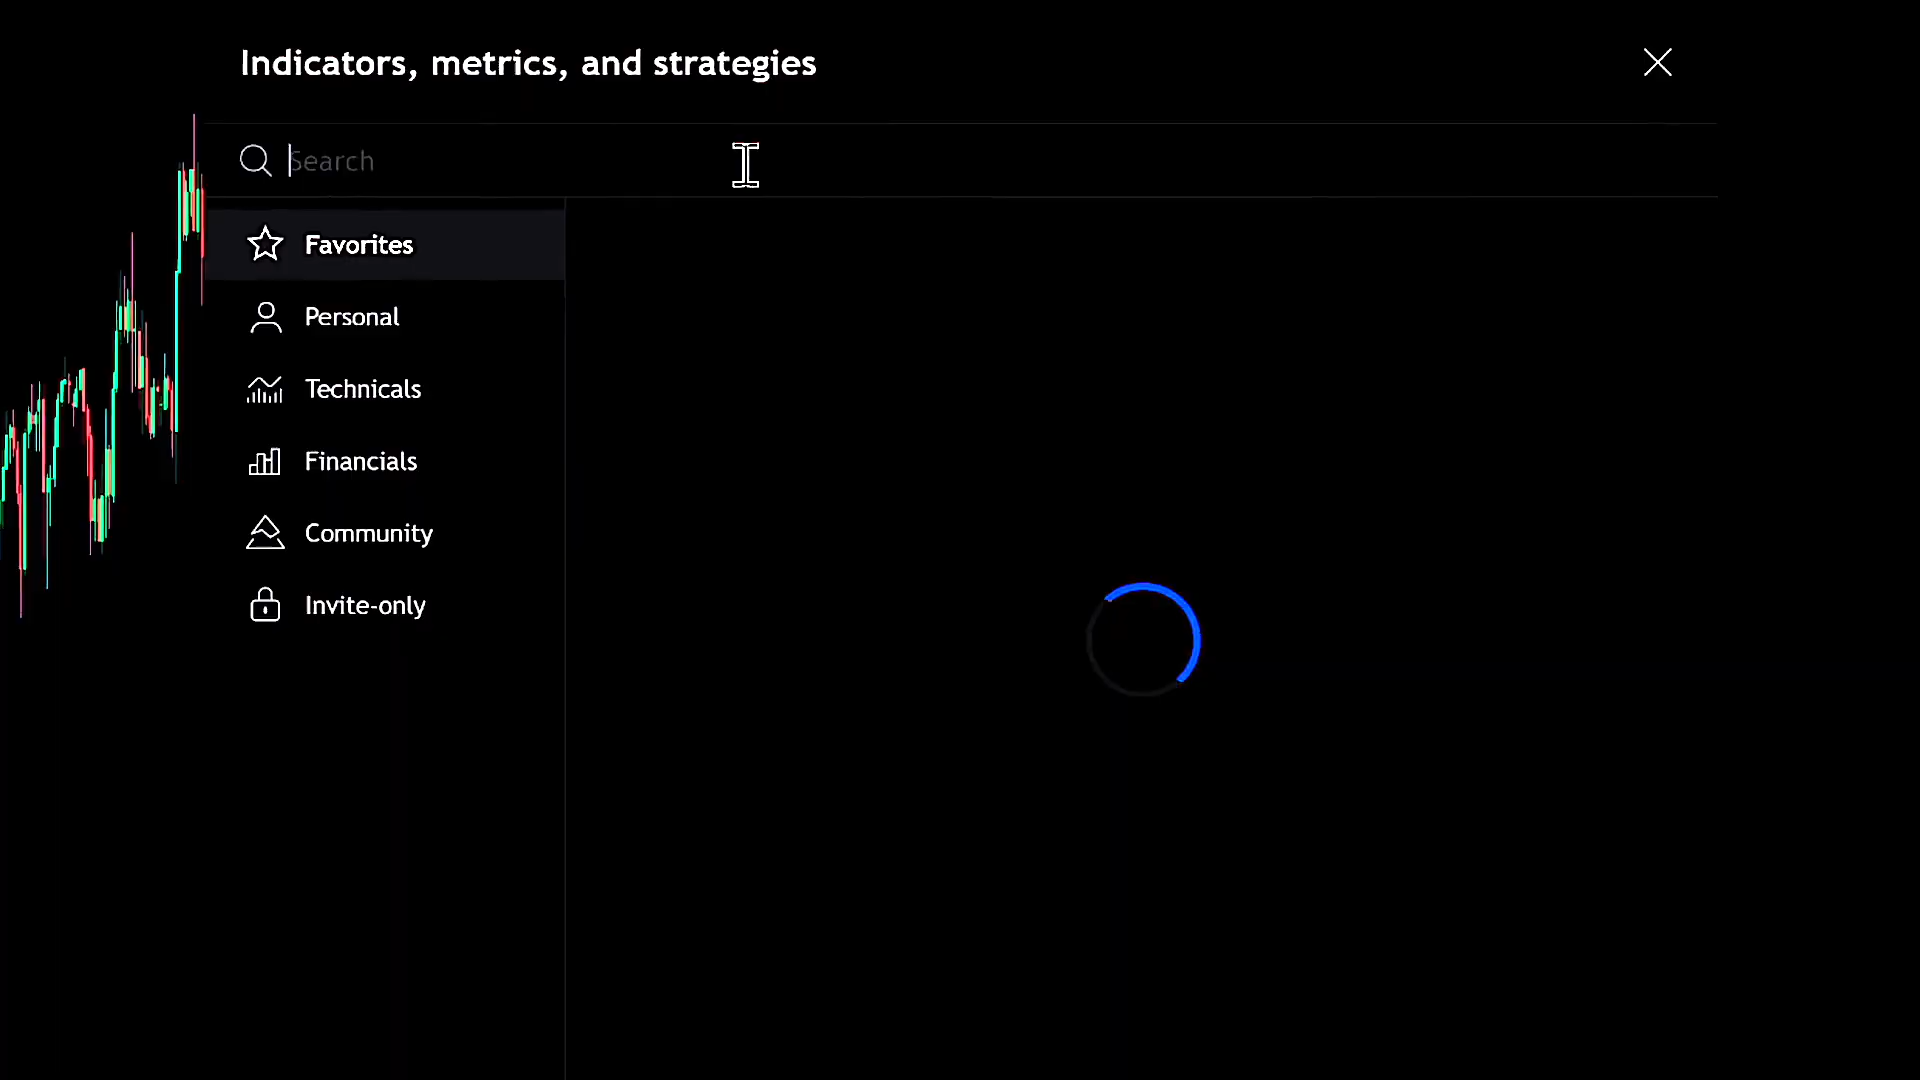 Indicators, metrics, and strategies
Search
Favorites
Personal
Technicals
Financials
Community
Invite-only